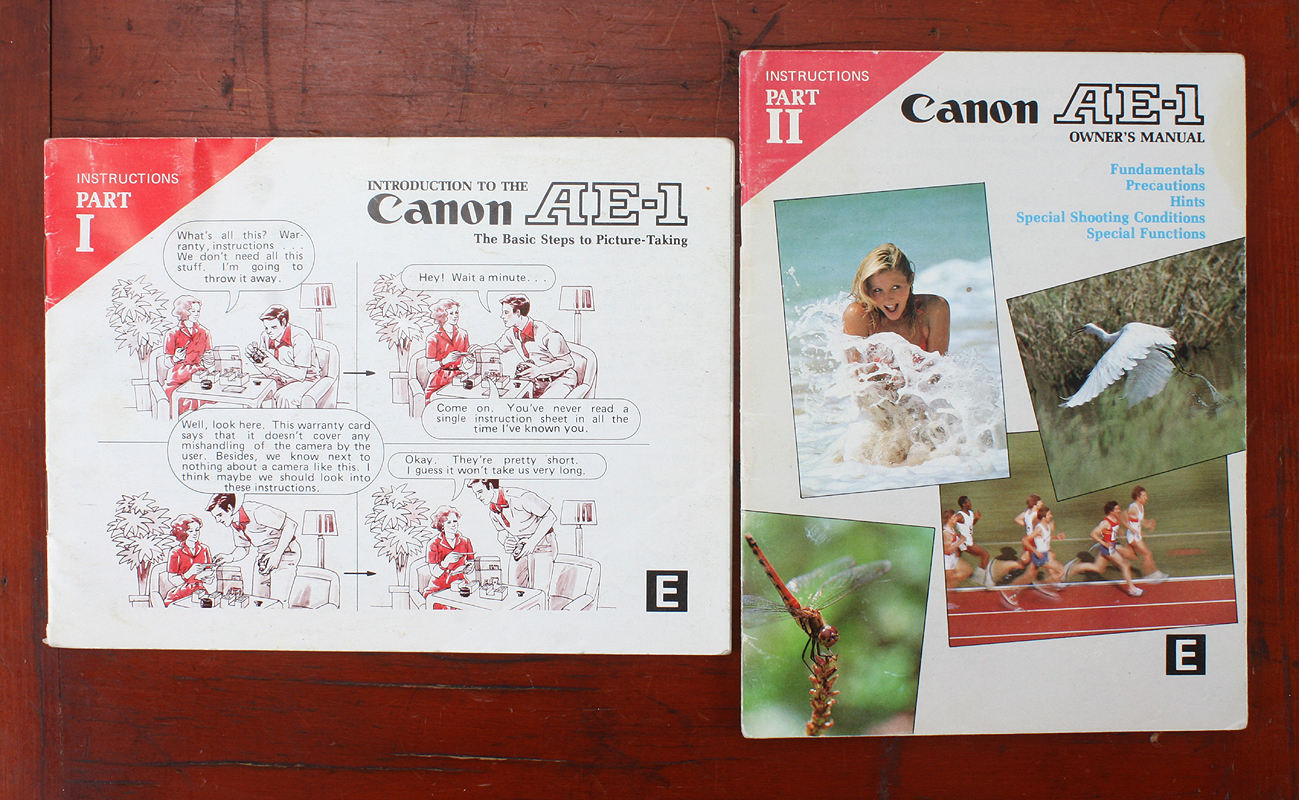 INSTRUCTIONS
PART
I
INTRODUCTION TO THE
Canon AE-1
The Basic Steps to Picture-Taking
What's all this? War-
ranty, instructions . . .
We don't need all this
stuff. I'm going to
throw it away.
Hey! Wait a minute. . .
Come on. You've never read a
single instruction sheet in all the
time I've known you.
Well, look here. This warranty card
says that it doesn't cover any
mishandling of the camera by the
user. Besides, we know next to
nothing about a camera like this. I
think maybe we should look into
these instructions.
Okay. They're pretty short.
I guess it won't take us very long.
E
INSTRUCTIONS
PART
II
Canon AE-1
OWNER'S MANUAL
Fundamentals
Precautions
Hints
Special Shooting Conditions
Special Functions
E